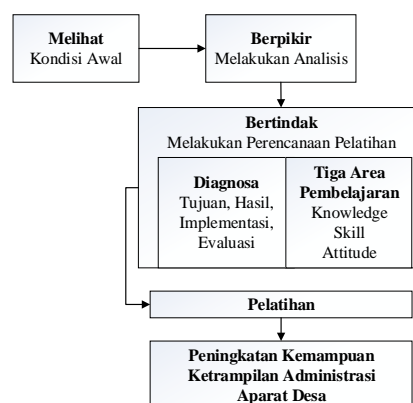 Melihat
Kondisi Awal
Berpikir
Melakukan Analisis
Bertindak
Melakukan Perencanaan Pelatihan
Diagnosa
Tujuan, Hasil,
Implementasi,
Evaluasi
Tiga Area
Pembelajaran
Knowledge
Skill
Attitude
Pelatihan
Peningkatan Kemampuan
Ketrampilan Administrasi
Aparat Desa